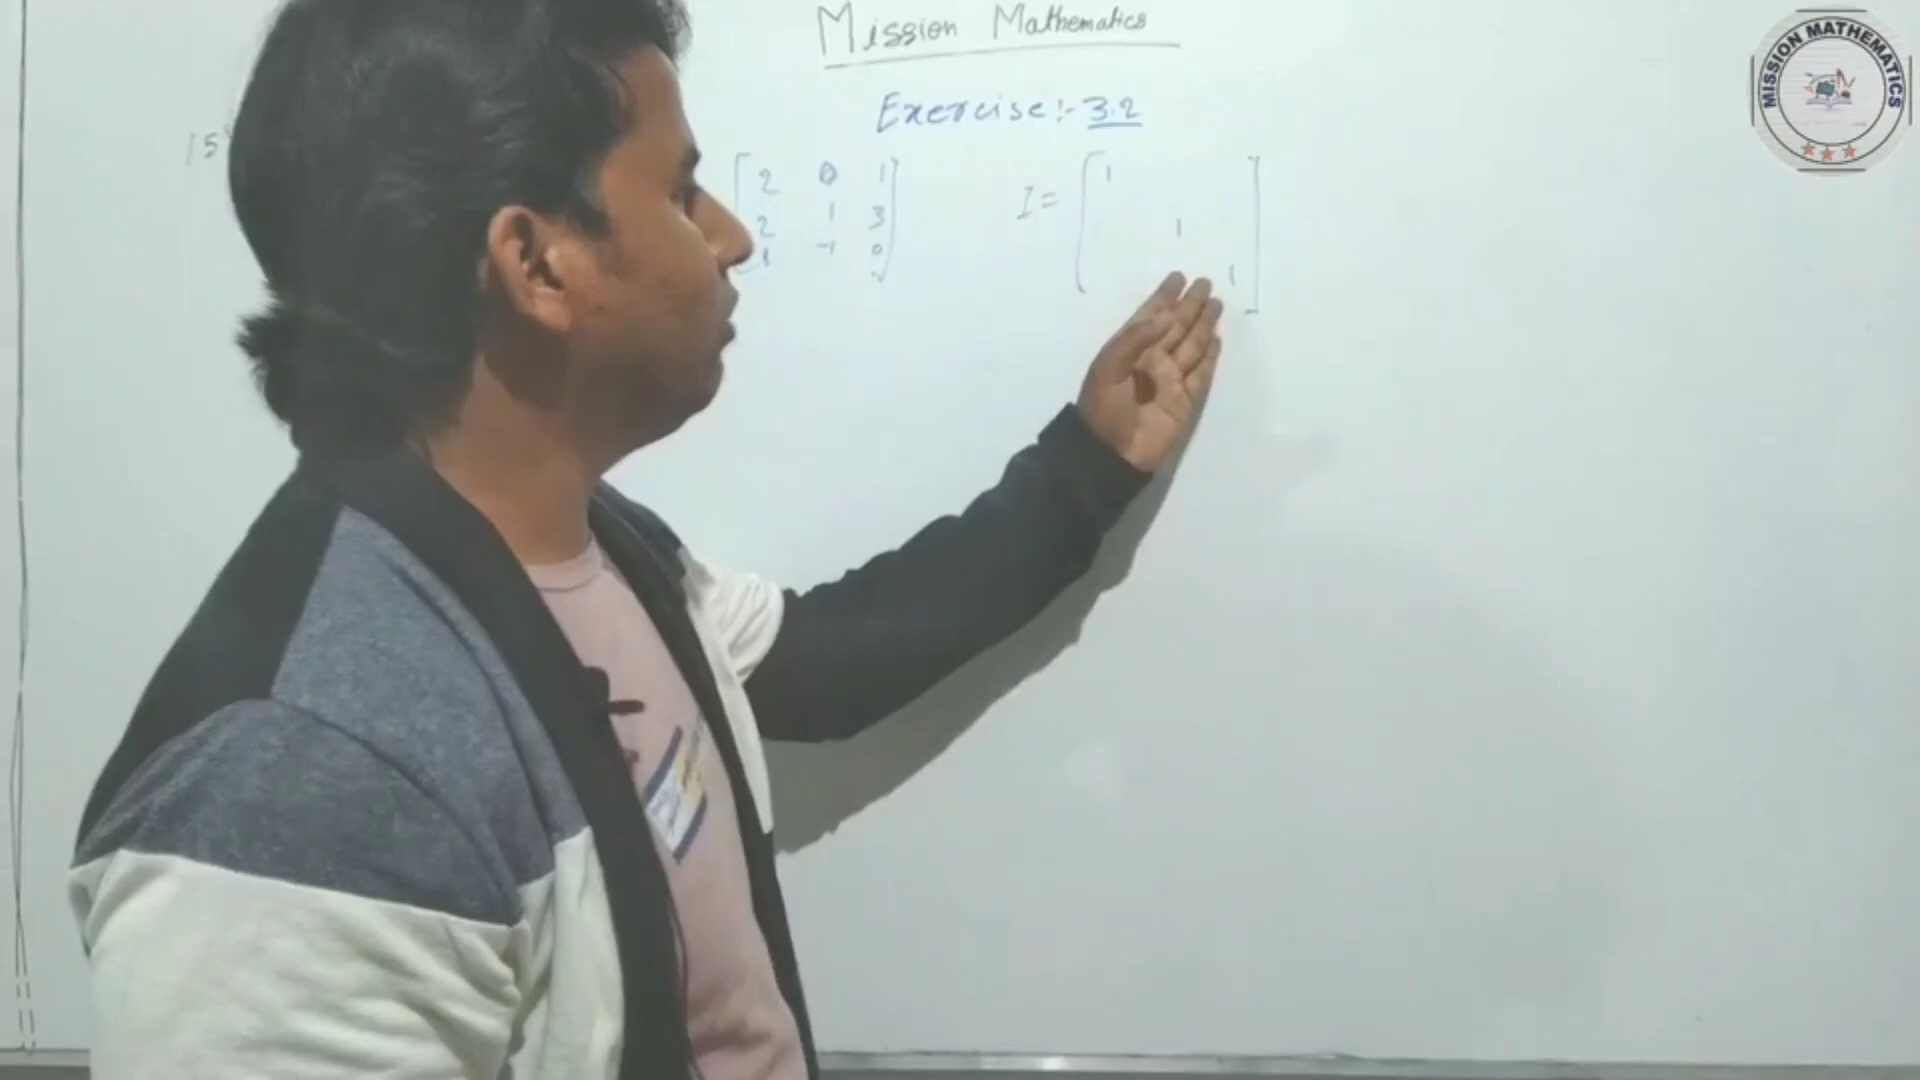 Mission Mathematics
Exercise:- 3.2
15
2 0 1
2 1 3
1 -1 0
I =
1
1
1
MISSION MATHEMATICS